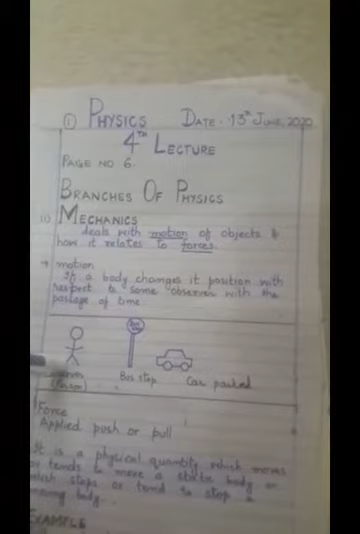 ① PHYSICS DATE · 13th JUNE, 2020
4TH LECTURE
PAGE NO 6.
BRANCHES OF PHYSICS
MECHANICS
deals with motion of objects &
how it relates to forces
→ motion
If a body changes it position with
respect to some observer with the
passage of time
Bus stop
Car parked
(Person)
Force
Applied push or pull
It is a physical quantity which moves
or tends to move a static body or
which stops or tend to stop a
moving body.
EXAMPLE